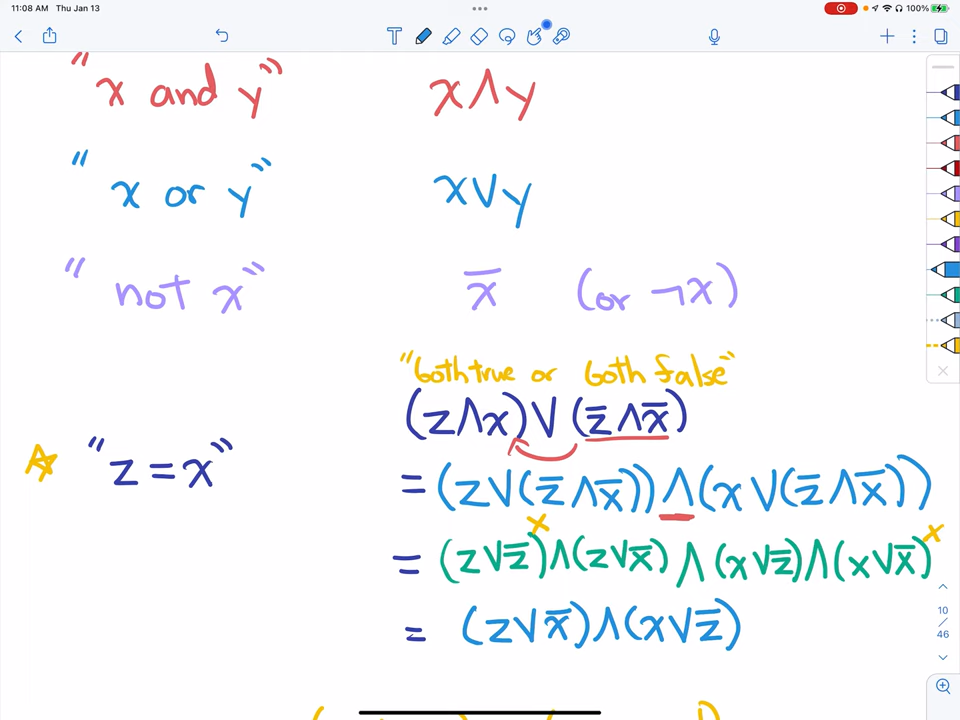 11:08 AM Thu Jan 13
100%
"x and y" x∧y
"x or y" x∨y
"not x" x̅ (or ¬x)
"both true or both false"
(z∧x)∨(z̅∧x̅)
"z = x"
= (z∨(z̅∧x̅))∧(x∨(z̅∧x̅))
= (z∨z̅)∧(z∨x̅)∧(x∨z̅)∧(x∨x̅)
= (z∨x̅)∧(x∨z̅)
10
/
46